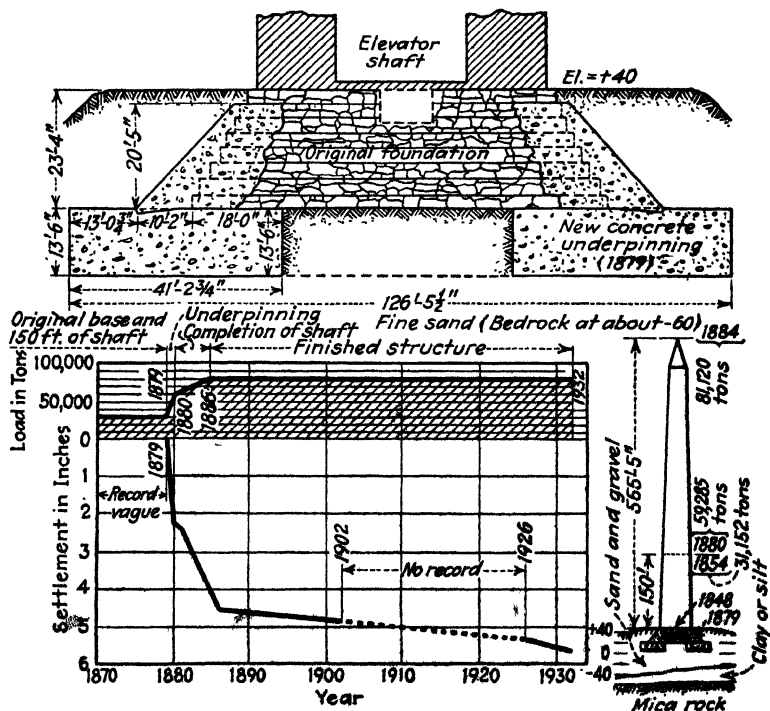 Elevator
shaft
El.=+40
Original foundation
23'-4"
20'-5"
13'-0¾"
10'-2"
18'-0"
13'-6"
13'-6"
New concrete
underpinning
(1879)
41'-2¾"
126'-5½"
Original base and
150 ft. of shaft
Underpinning
Completion of shaft
Fine sand (Bedrock at about-60)
Finished structure
Load in Tons
100,000
50,000
0
1879
1880
1886
1932
Settlement in Inches
1879
1
2
3
4
5
6
Record
vague
1902
No record
1926
1870
1880
1890
1900
1910
1920
1930
Year
1884
81,120
tons
565'-5"
Sand and gravel
59,285
tons
1880
1854
31,152 tons
150'
1848
1879
+40
0
-40
Clay or silt
Mica rock